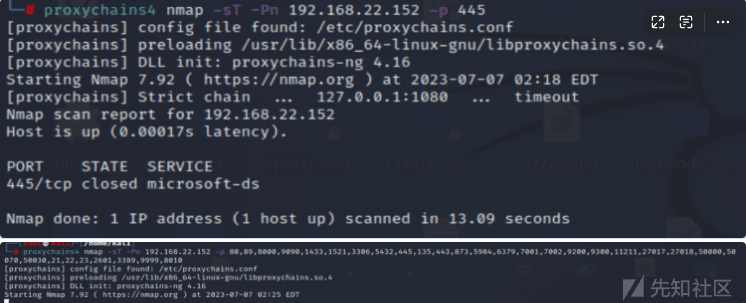 # proxychains4 nmap -sT -Pn 192.168.22.152 -p 445
[proxychains] config file found: /etc/proxychains.conf
[proxychains] preloading /usr/lib/x86_64-linux-gnu/libproxychains.so.4
[proxychains] DLL init: proxychains-ng 4.16
Starting Nmap 7.92 ( https://nmap.org ) at 2023-07-07 02:18 EDT
[proxychains] Strict chain ... 127.0.0.1:1080 ... timeout
Nmap scan report for 192.168.22.152
Host is up (0.00017s latency).
PORT STATE SERVICE
445/tcp closed microsoft-ds
Nmap done: 1 IP address (1 host up) scanned in 13.09 seconds
[/home/kali]
# proxychains4 nmap -sT -Pn 192.168.22.152 -p 80,89,8000,9090,1433,1521,3306,5432,445,135,443,873,5984,6379,7001,7002,9200,9300,11211,27017,27018,50000,50
070,50030,21,22,23,2601,3389,9999,8010
[proxychains] config file found: /etc/proxychains.conf
[proxychains] preloading /usr/lib/x86_64-linux-gnu/libproxychains.so.4
[proxychains] DLL init: proxychains-ng 4.16
Starting Nmap 7.92 ( https://nmap.org ) at 2023-07-07 02:25 EDT
先知社区